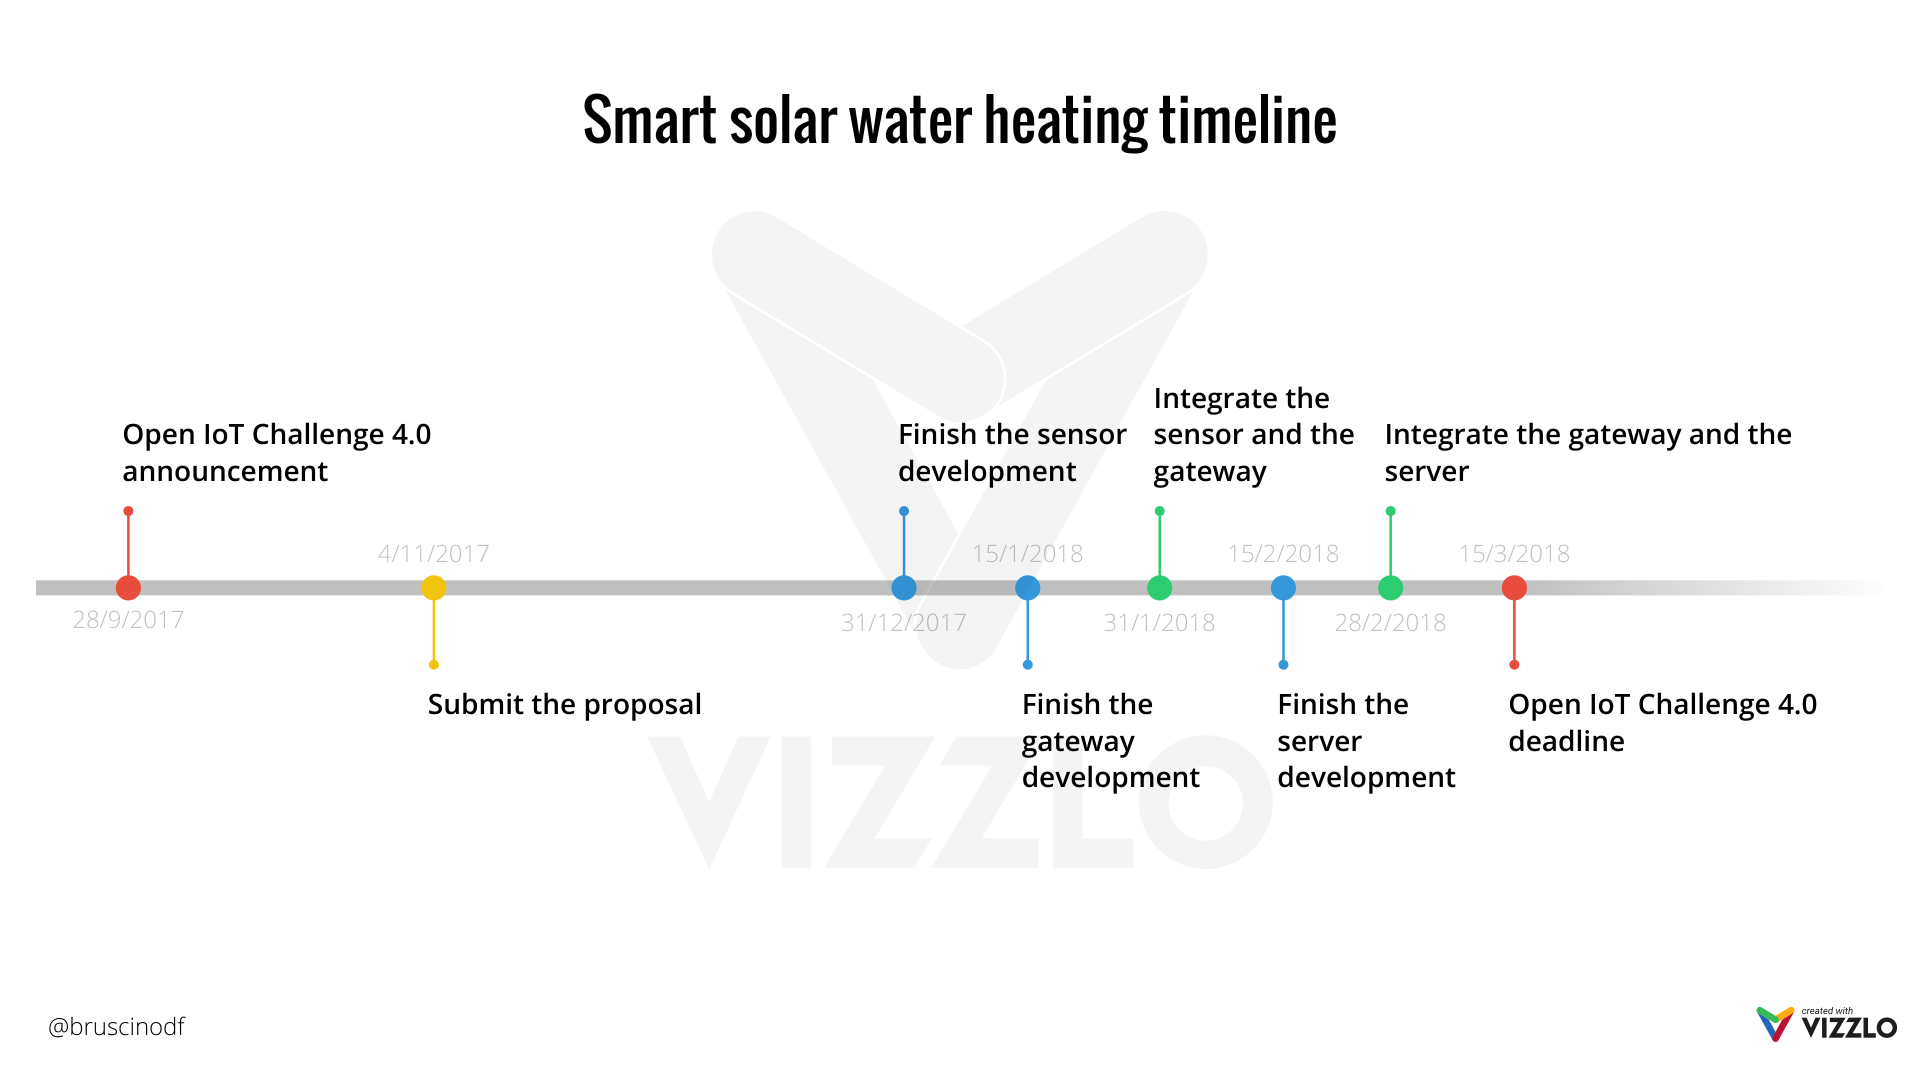 Smart solar water heating timeline
Open IoT Challenge 4.0
announcement
28/9/2017
4/11/2017
Submit the proposal
Finish the sensor
development
31/12/2017
15/1/2018
Finish the
gateway
development
Integrate the
sensor and the
gateway
31/1/2018
15/2/2018
Finish the
server
development
Integrate the gateway and the
server
28/2/2018
15/3/2018
Open IoT Challenge 4.0
deadline
VIZZLO
@bruscinodf
created with
VIZZLO